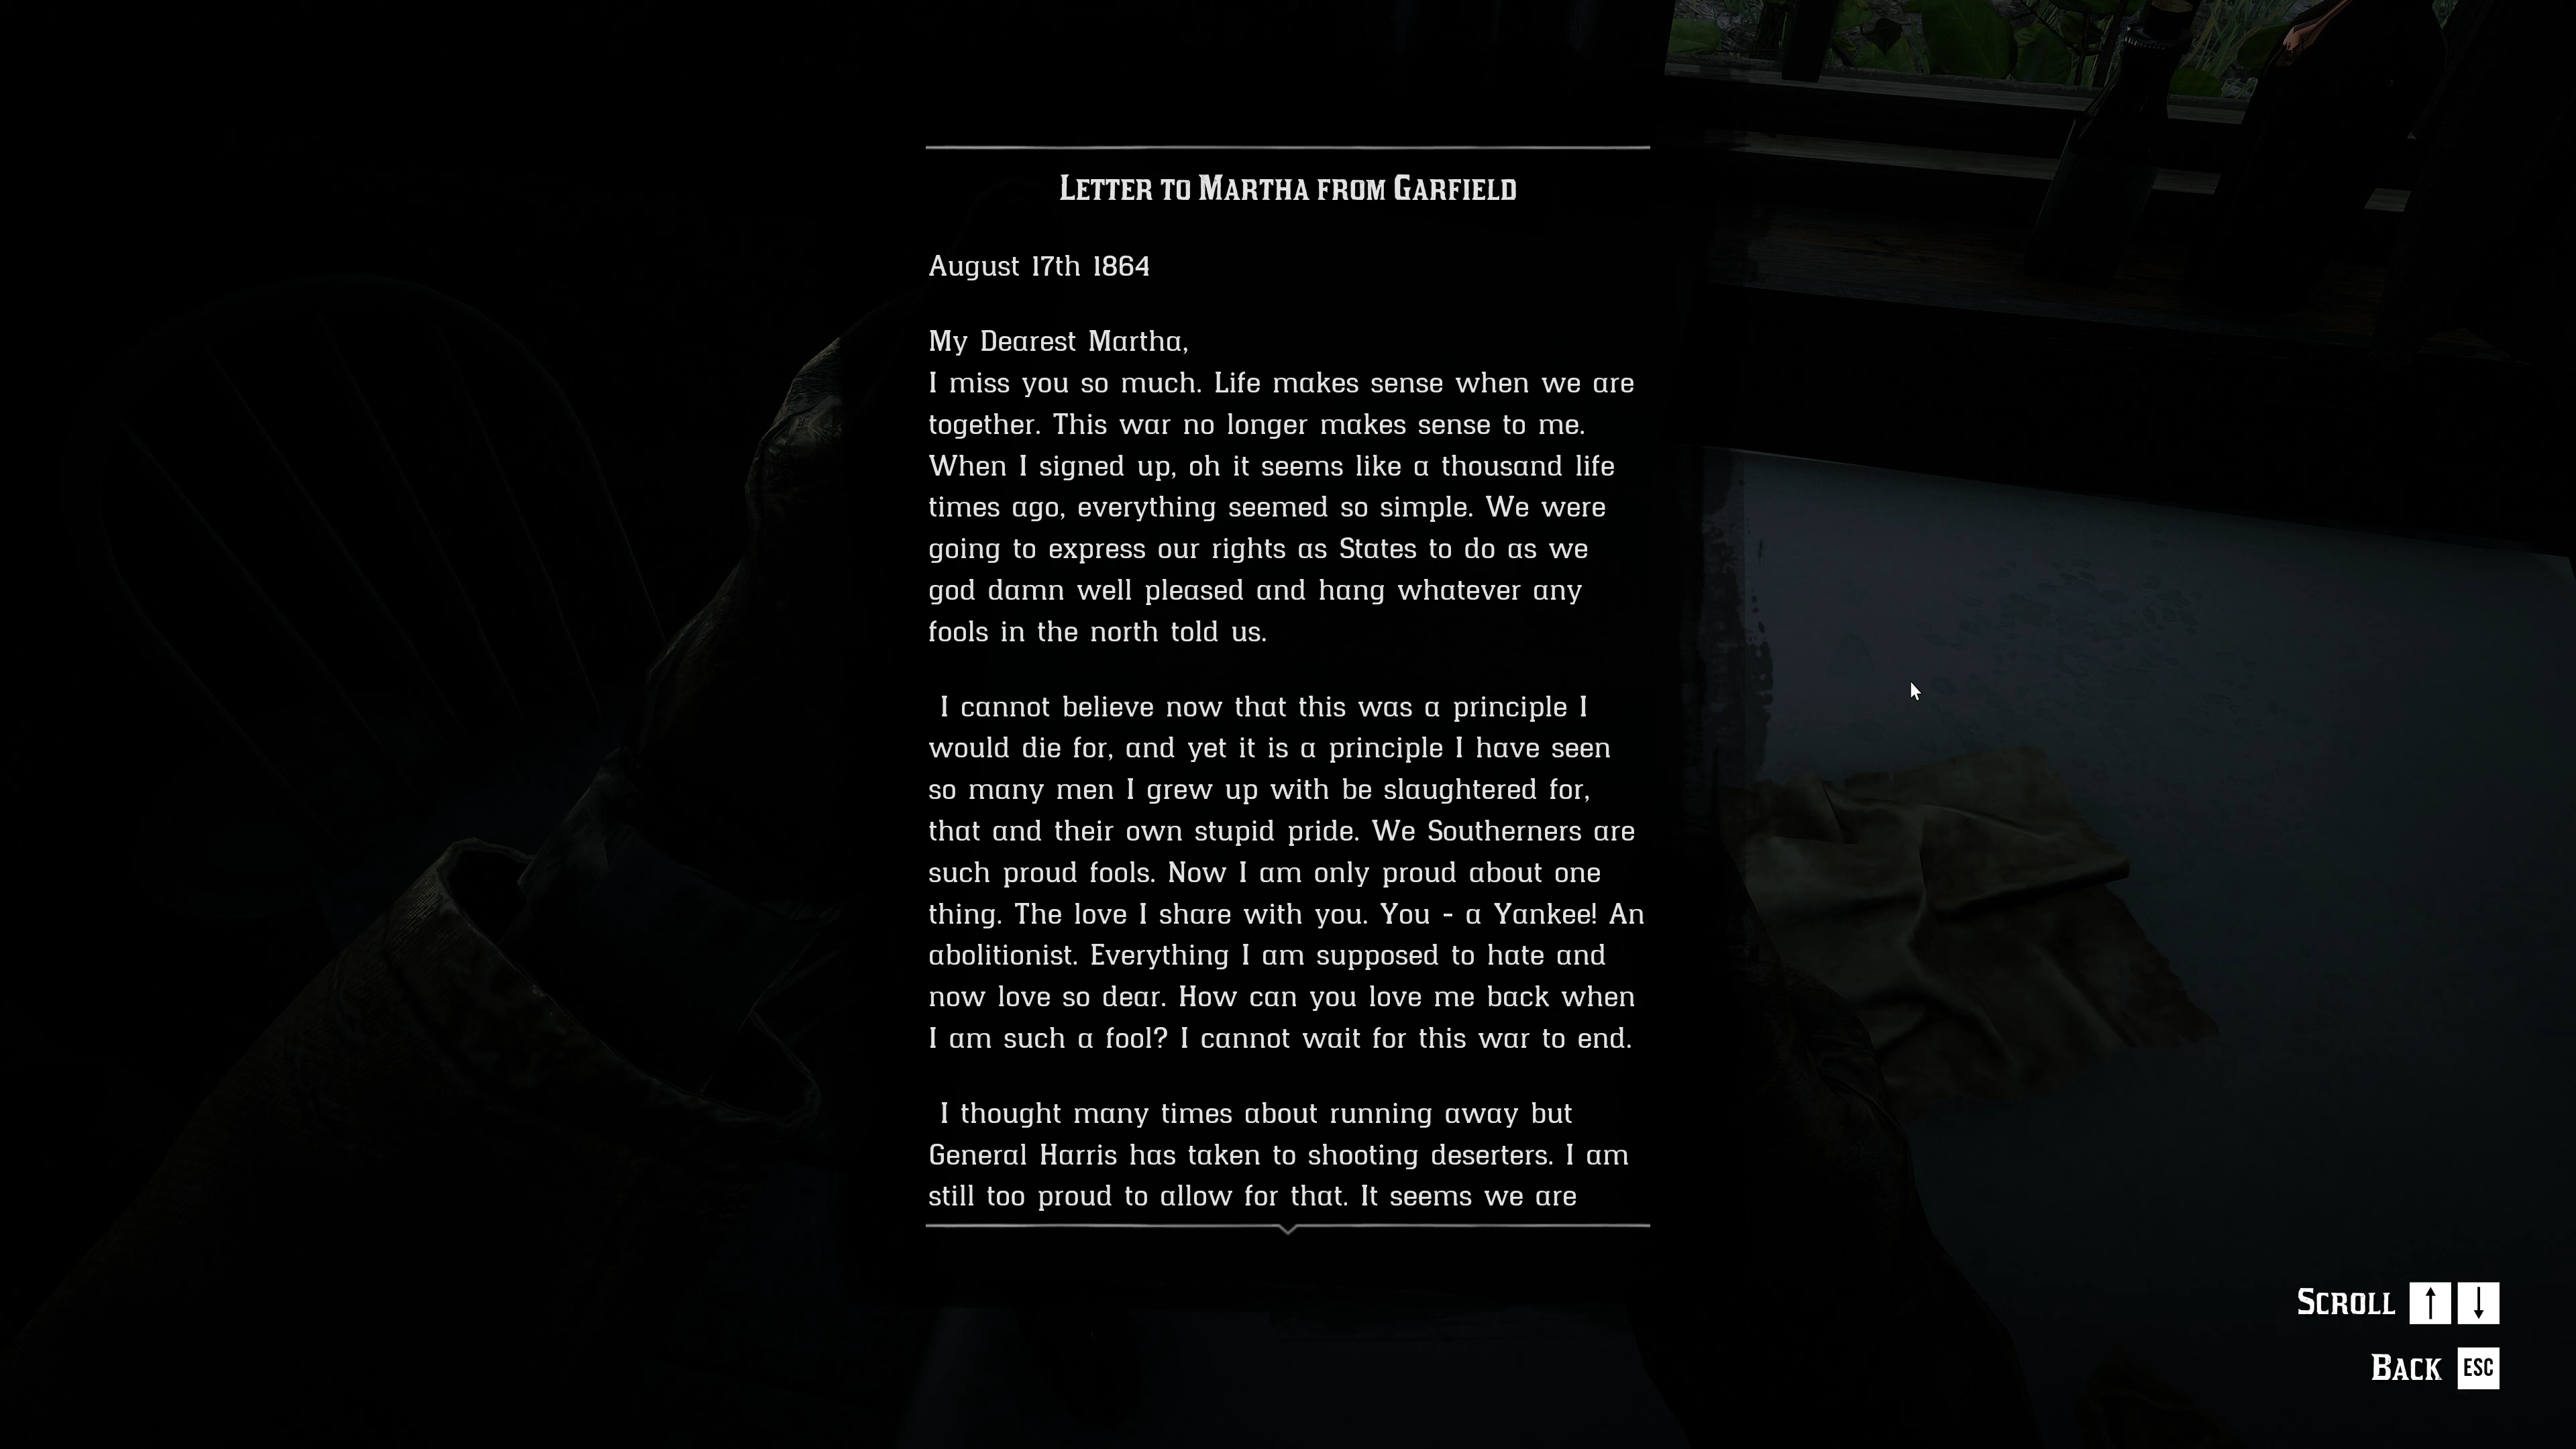 Letter to Martha from Garfield
August 17th 1864
My Dearest Martha,
I miss you so much. Life makes sense when we are
together. This war no longer makes sense to me.
When I signed up, oh it seems like a thousand life
times ago, everything seemed so simple. We were
going to express our rights as States to do as we
god damn well pleased and hang whatever any
fools in the north told us.
I cannot believe now that this was a principle I
would die for, and yet it is a principle I have seen
so many men I grew up with be slaughtered for,
that and their own stupid pride. We Southerners are
such proud fools. Now I am only proud about one
thing. The love I share with you. You - a Yankee! An
abolitionist. Everything I am supposed to hate and
now love so dear. How can you love me back when
I am such a fool? I cannot wait for this war to end.
I thought many times about running away but
General Harris has taken to shooting deserters. I am
still too proud to allow for that. It seems we are
Scroll ↑ ↓
Back ESC